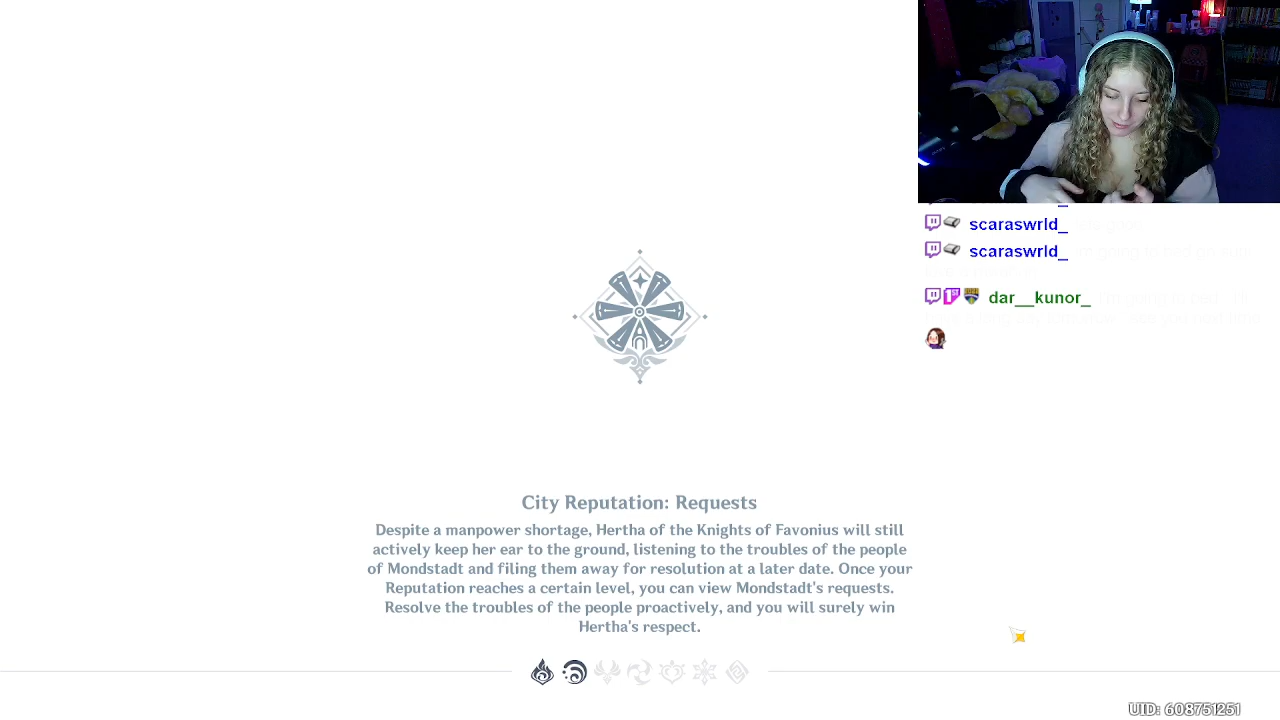 scaraswrld_
scaraswrld_
dar__kunor_
City Reputation: Requests
Despite a manpower shortage, Hertha of the Knights of Favonius will still
actively keep her ear to the ground, listening to the troubles of the people
of Mondstadt and filing them away for resolution at a later date. Once your
Reputation reaches a certain level, you can view Mondstadt's requests.
Resolve the troubles of the people proactively, and you will surely win
Hertha's respect.
UID: 608751251